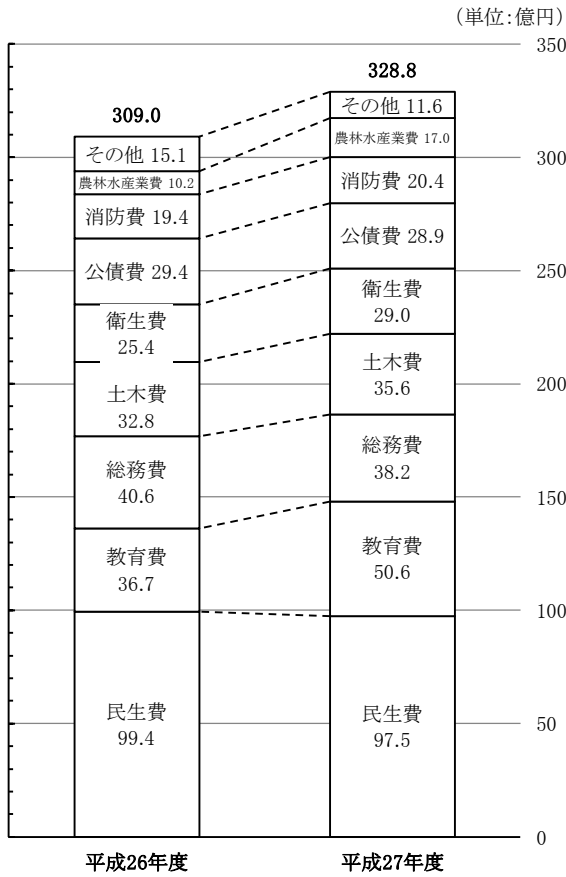 （単位：億円）
350
300
250
200
150
100
50
0
309.0
その他 15.1
農林水産業費 10.2
消防費 19.4
公債費 29.4
衛生費
25.4
土木費
32.8
総務費
40.6
教育費
36.7
民生費
99.4
平成26年度
328.8
その他 11.6
農林水産業費 17.0
消防費 20.4
公債費 28.9
衛生費
29.0
土木費
35.6
総務費
38.2
教育費
50.6
民生費
97.5
平成27年度